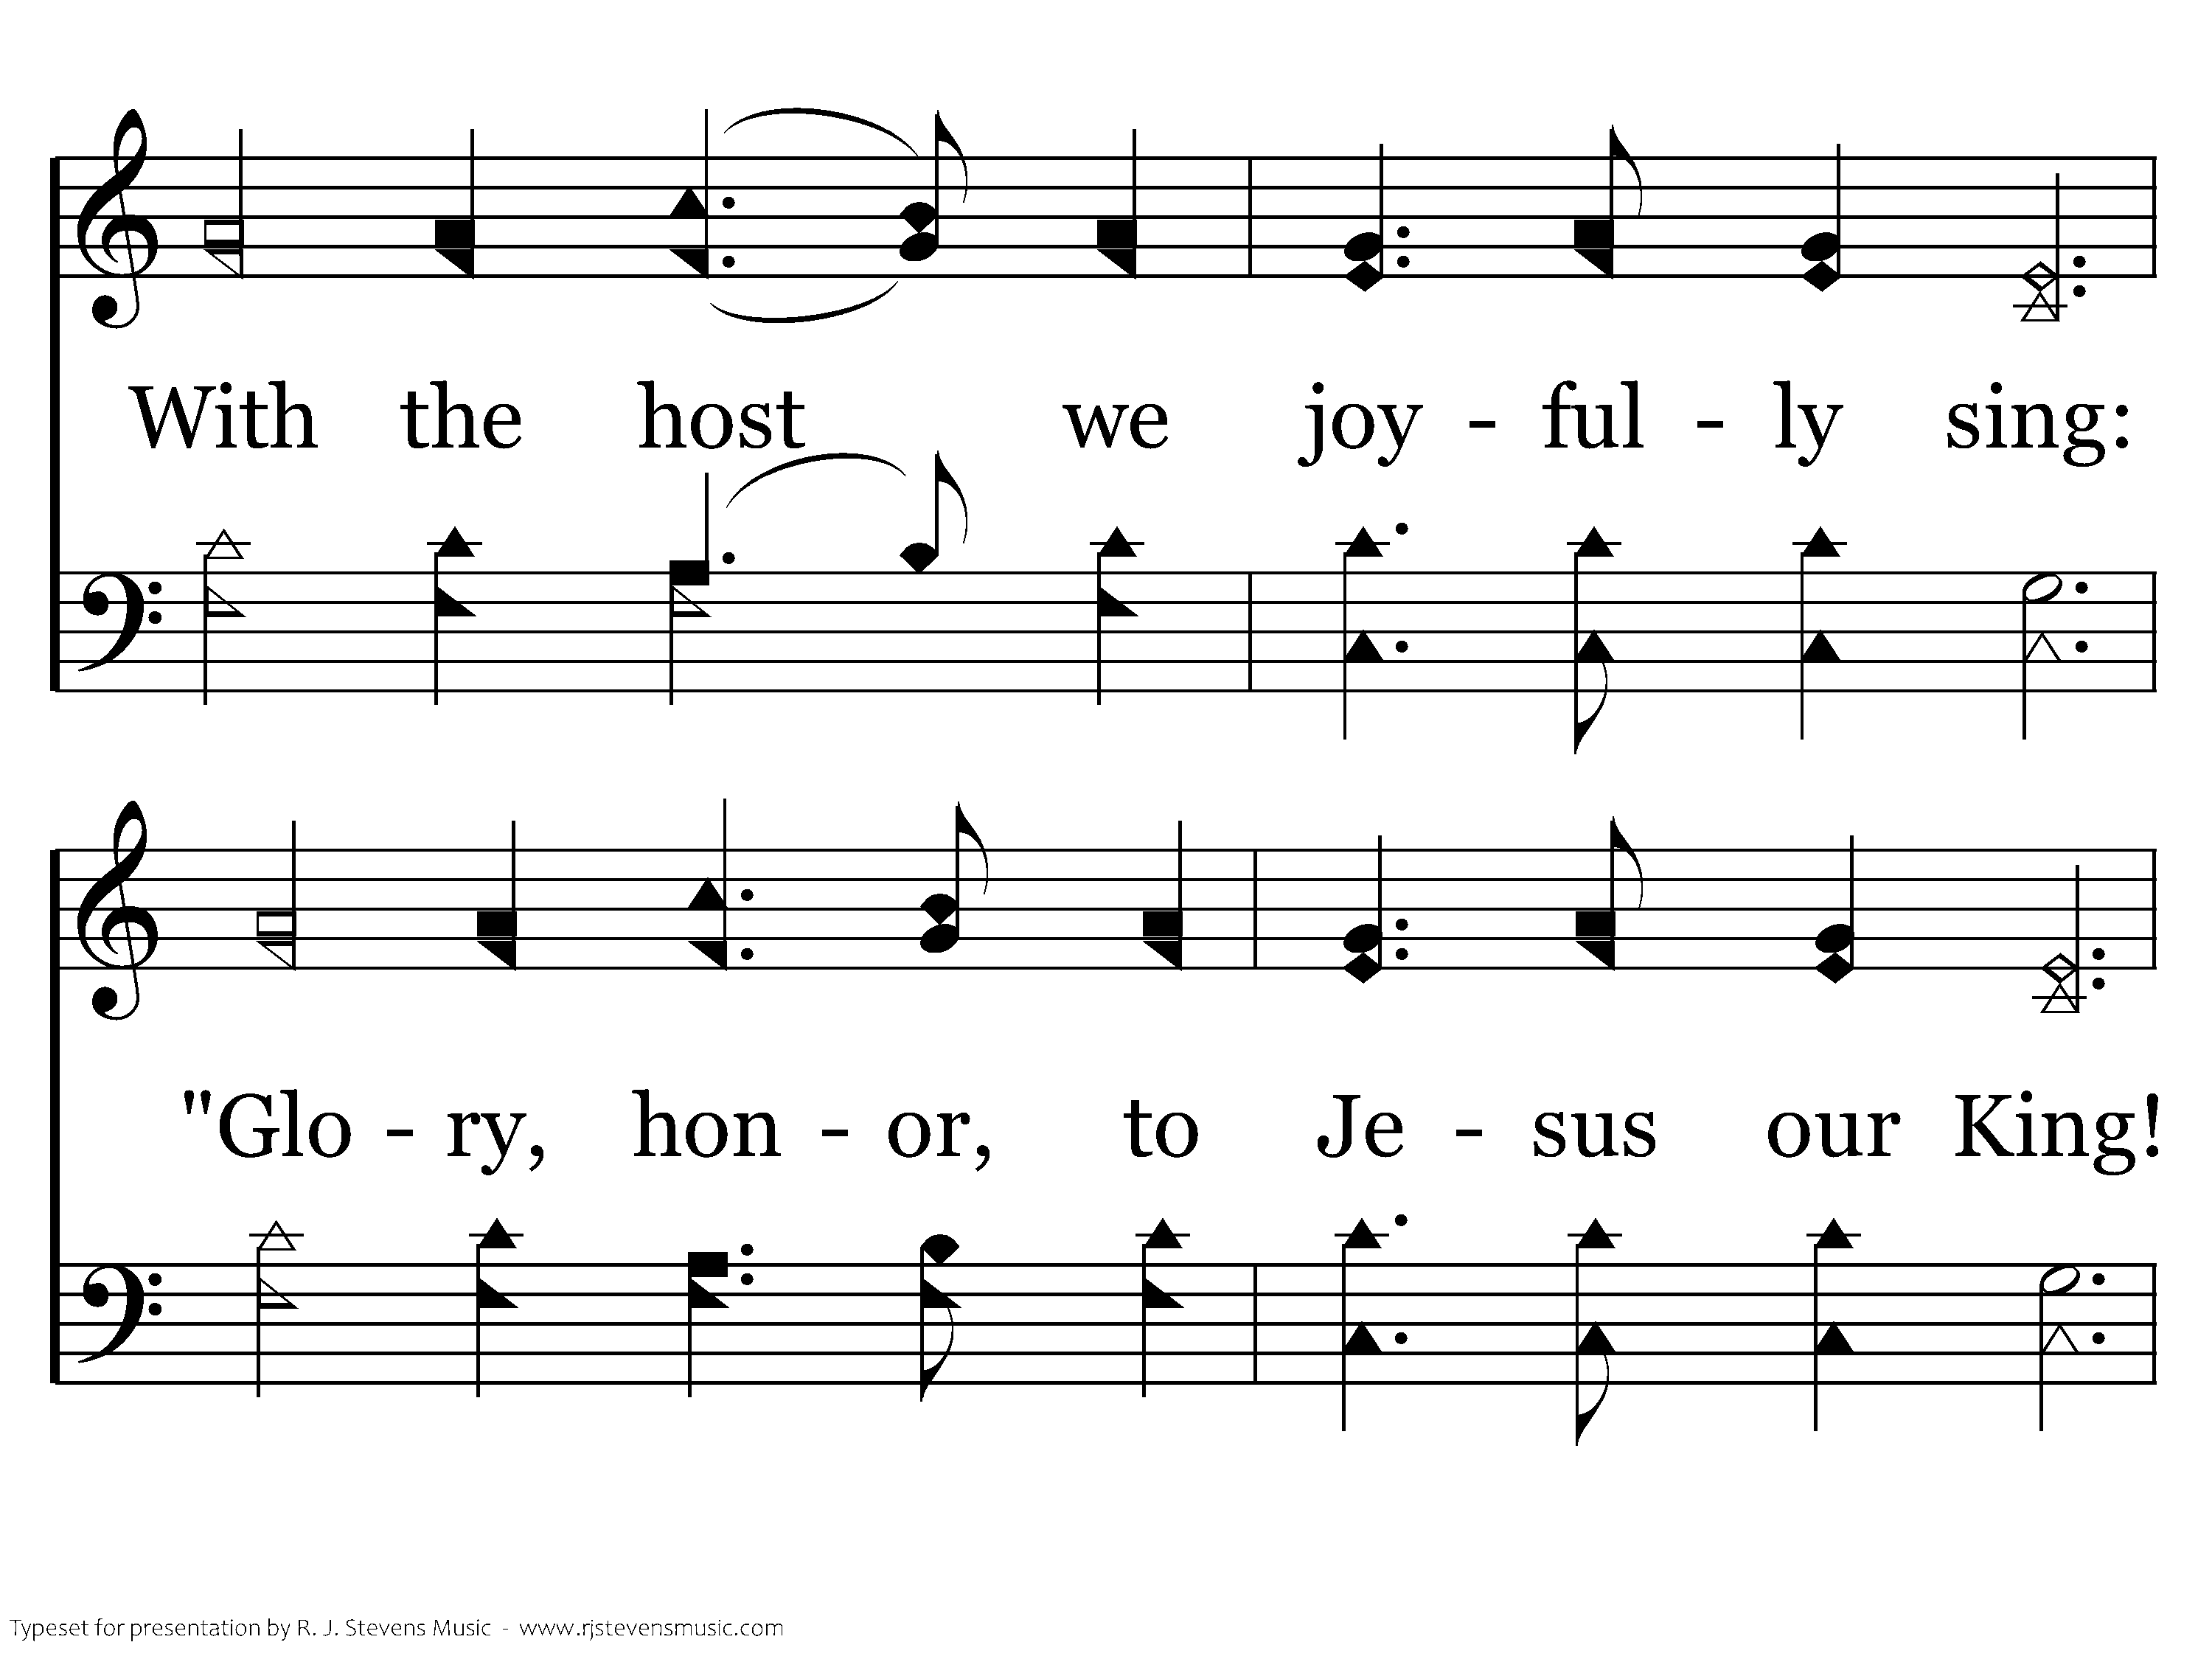 With the host we joy - ful - ly sing:
"Glo - ry, hon - or, to Je - sus our King!
Typeset for presentation by R. J. Stevens Music - www.rjstevensmusic.com